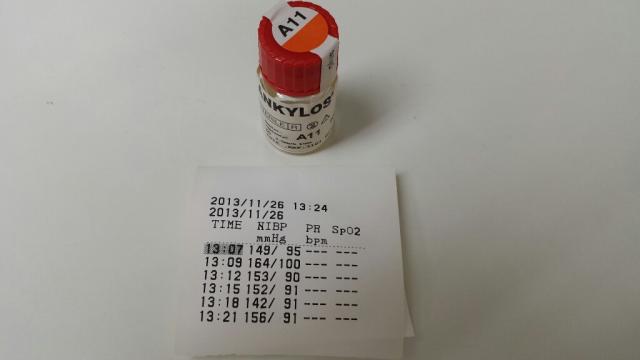 A11
ANKYLOS
STERILE R
A11
2013/11/26 13:24
2013/11/26
TIME NIBP PR SpO2
mmHg bpm
13:07 149/ 95 --- ---
13:09 164/100 --- ---
13:12 153/ 90 --- ---
13:15 152/ 91 --- ---
13:18 142/ 91 --- ---
13:21 156/ 91 --- ---